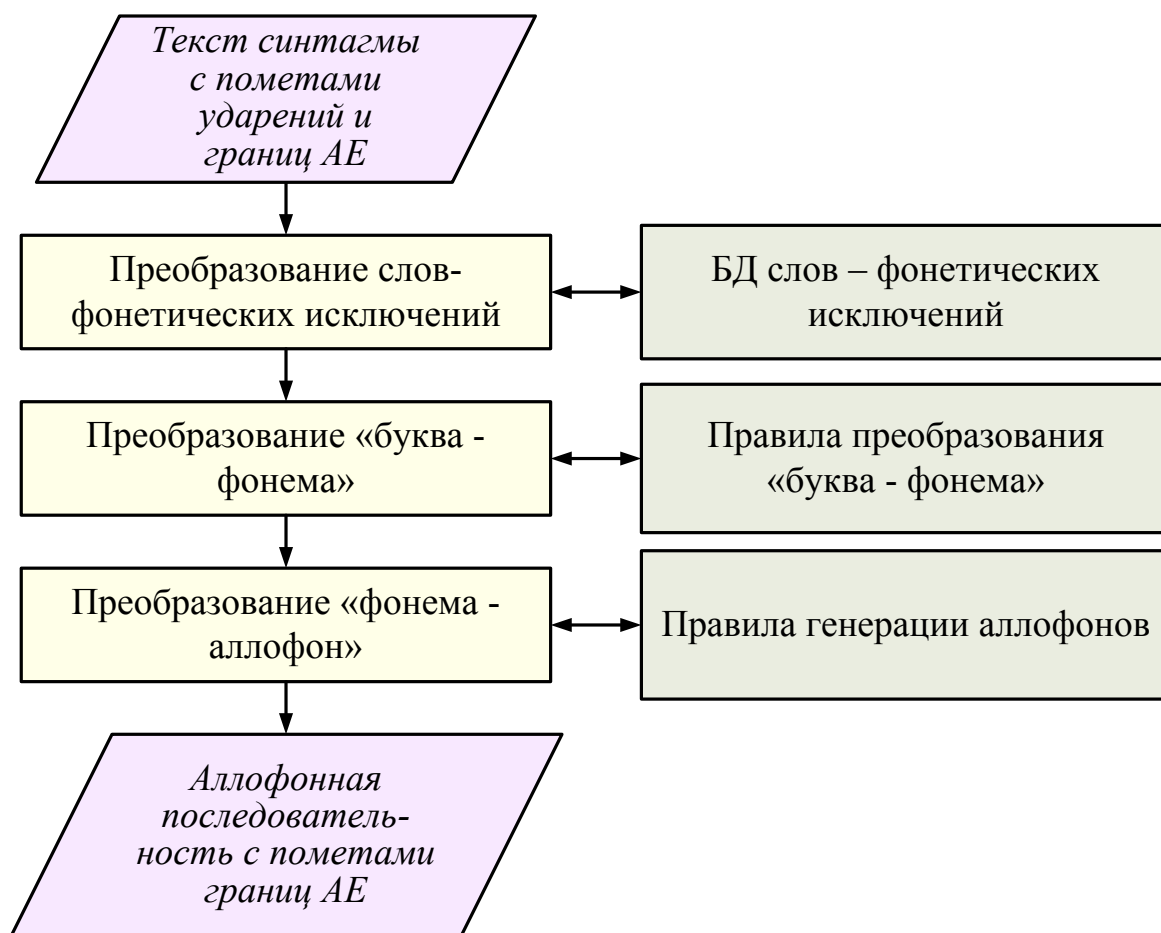 Текст синтагмы
с пометами
ударений и
границ АЕ
Преобразование слов-
фонетических исключений
БД слов – фонетических
исключений
Преобразование «буква -
фонема»
Правила преобразования
«буква - фонема»
Преобразование «фонема -
аллофон»
Правила генерации аллофонов
Аллофонная
последователь-
ность с пометами
границ АЕ